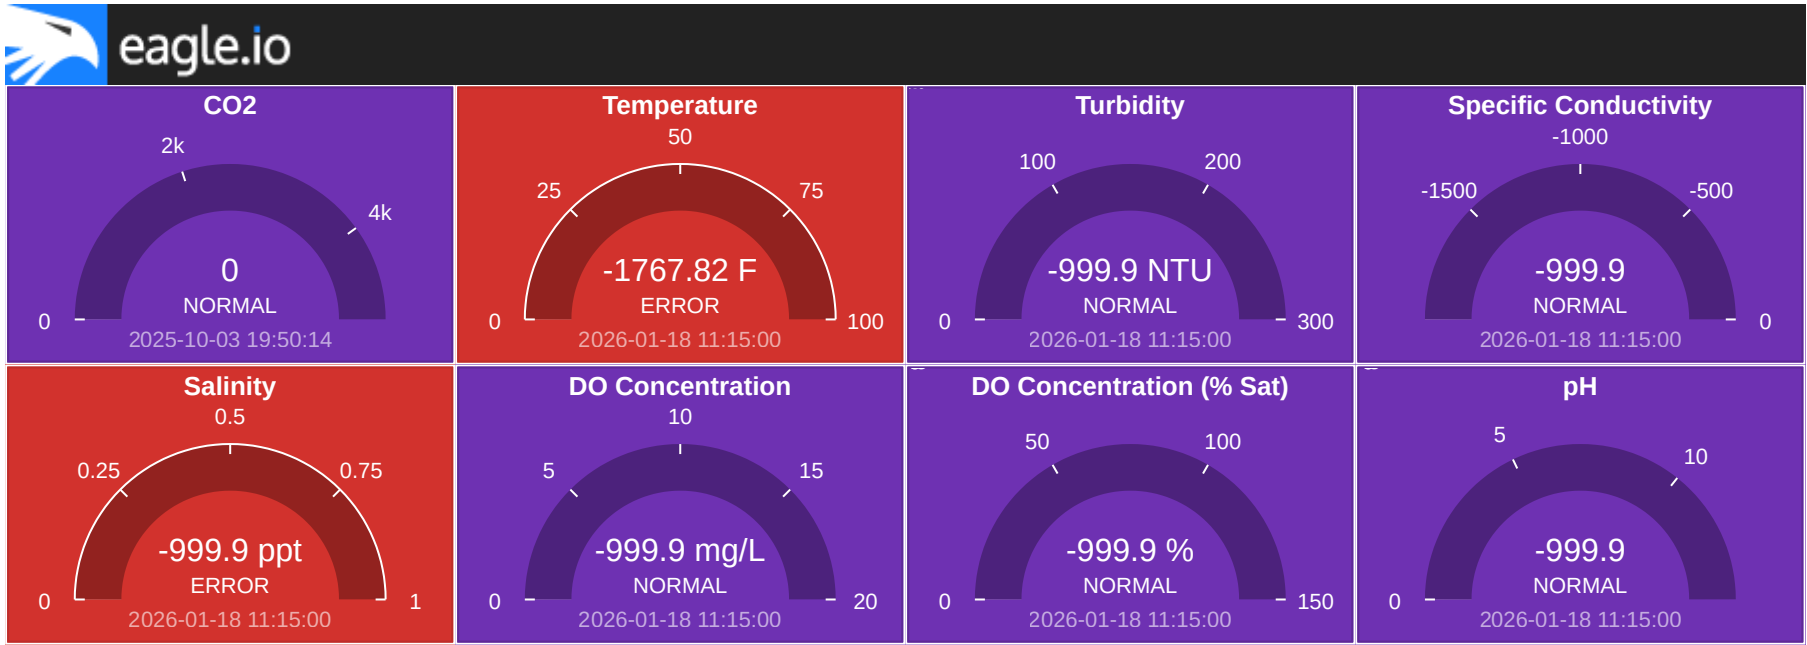 eagle.io
CO2
2k
4k
0
NORMAL
0
2025-10-03 19:50:14
Temperature
50
25
75
-1767.82 F
ERROR
0
100
2026-01-18 11:15:00
Turbidity
100
200
-999.9 NTU
NORMAL
0
300
2026-01-18 11:15:00
Specific Conductivity
-1000
-1500
-500
-999.9
NORMAL
0
2026-01-18 11:15:00
Salinity
0.5
0.25
0.75
-999.9 ppt
ERROR
0
1
2026-01-18 11:15:00
DO Concentration
10
5
15
-999.9 mg/L
NORMAL
0
20
2026-01-18 11:15:00
DO Concentration (% Sat)
50
100
-999.9 %
NORMAL
0
150
2026-01-18 11:15:00
pH
5
10
-999.9
NORMAL
0
2026-01-18 11:15:00